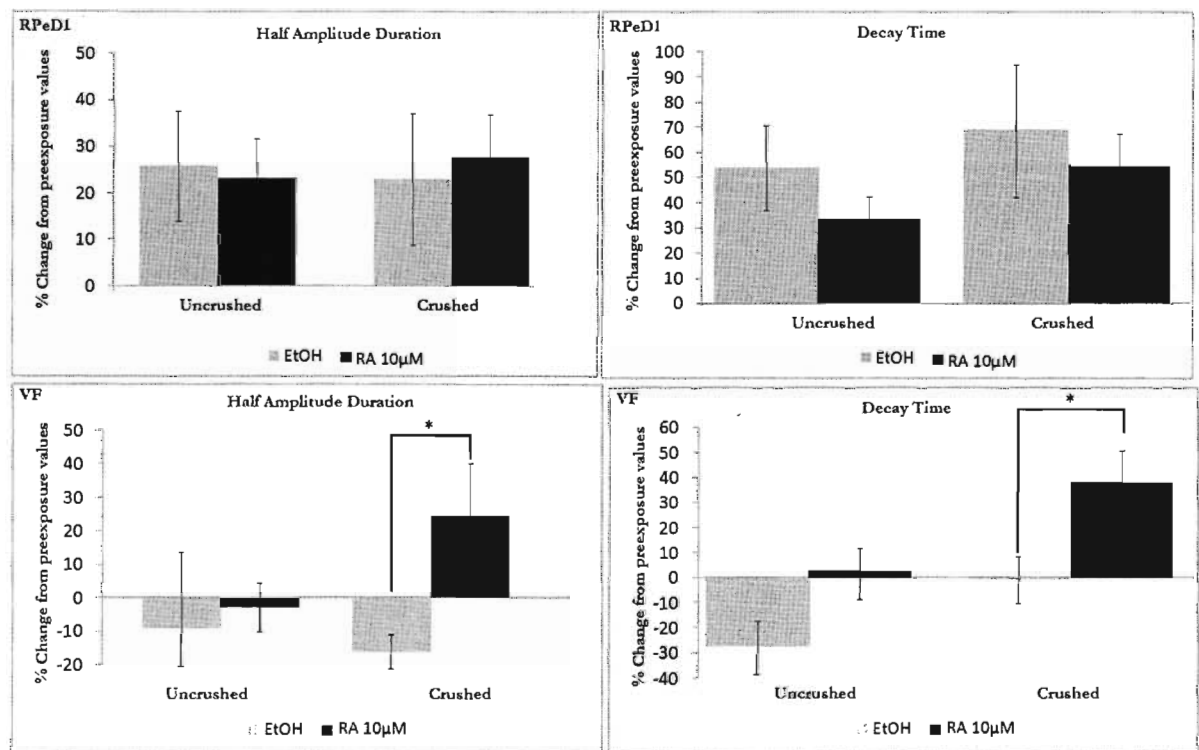 RPeD1
Half Amplitude Duration
% Change from preexposure values
50
40
30
20
10
0
Uncrushed
Crushed
EtOH
RA 10µM
RPeD1
Decay Time
% Change from preexposure values
100
90
80
70
60
50
40
30
20
10
0
Uncrushed
Crushed
EtOH
RA 10µM
VF
Half Amplitude Duration
% Change from preexposure values
50
40
30
20
10
0
-10
-20
*
Uncrushed
Crushed
EtOH
RA 10µM
VF
Decay Time
% Change from preexposure values
60
50
40
30
20
10
0
-10
-20
-30
-40
*
Uncrushed
Crushed
EtOH
RA 10µM